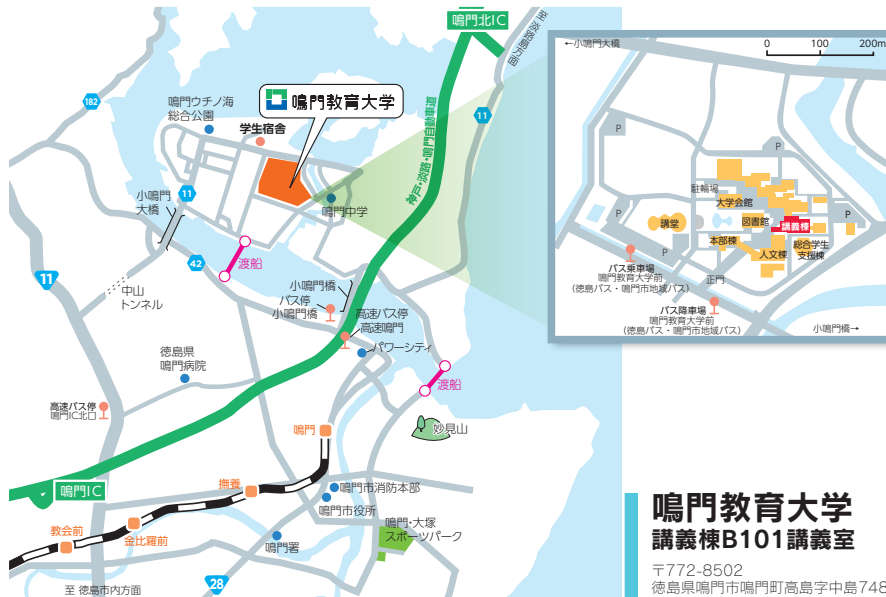 鳴門北IC
至 淡路島方面
182
鳴門ウチノ海
総合公園
鳴門教育大学
学生宿舎
11
神戸・淡路・鳴門自動車道
11
小鳴門
大橋
鳴門中学
渡船
42
11
中山
トンネル
小鳴門橋
バス停
小鳴門橋
高速バス停
高速鳴門
パワーシティ
徳島県
鳴門病院
渡船
高速バス停
鳴門IC北口
鳴門
妙見山
鳴門IC
撫養
鳴門市消防本部
鳴門市役所
教会前
金比羅前
鳴門署
鳴門・大塚
スポーツパーク
28
至 徳島市内方面
←小鳴門大橋
0 100 200m
P
P
駐輪場
大学会館
P
図書館
講義棟
講堂
P
本部棟
人文棟
総合学生
支援棟
バス乗車場
鳴門教育大学前
(徳島バス・鳴門市地域バス)
正門
P
バス降車場
鳴門教育大学前
(徳島バス・鳴門市地域バス)
小鳴門橋→
鳴門教育大学
講義棟B101講義室
〒772-8502
徳島県鳴門市鳴門町高島字中島748